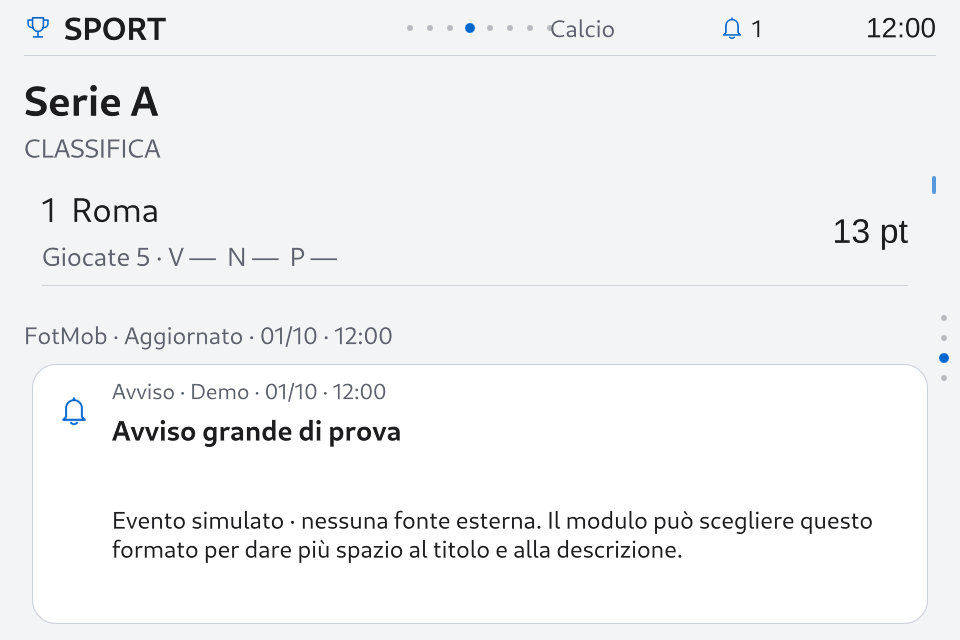 SPORT
Calcio
1
12:00
Serie A
CLASSIFICA
1 Roma
13 pt
Giocate 5 · V — N — P —
FotMob · Aggiornato · 01/10 · 12:00
Avviso · Demo · 01/10 · 12:00
Avviso grande di prova
Evento simulato · nessuna fonte esterna. Il modulo può scegliere questo
formato per dare più spazio al titolo e alla descrizione.